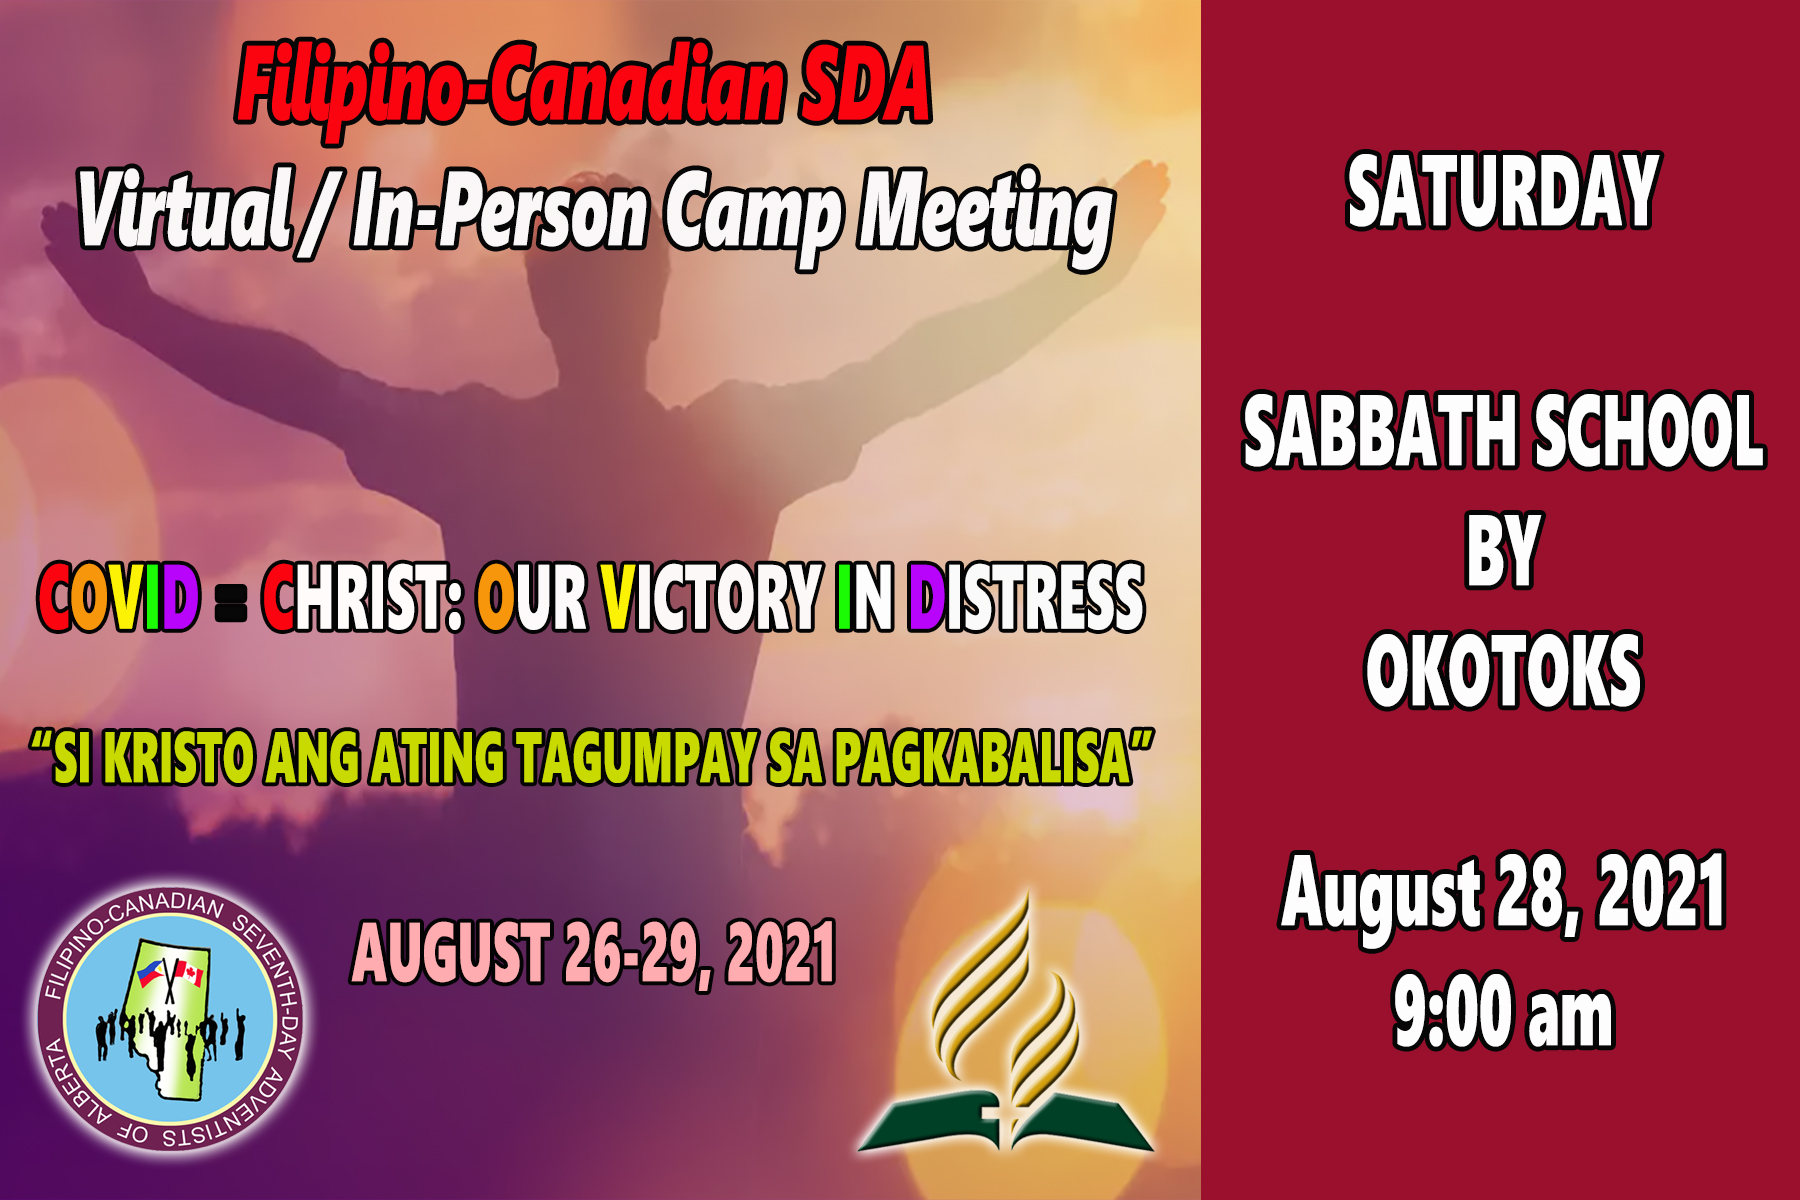 Filipino-Canadian SDA
Virtual / In-Person Camp Meeting
COVID = CHRIST: OUR VICTORY IN DISTRESS
“SI KRISTO ANG ATING TAGUMPAY SA PAGKABALISA”
AUGUST 26-29, 2021
FILIPINO-CANADIAN SEVENTH-DAY ADVENTISTS OF ALBERTA
SATURDAY
SABBATH SCHOOL
BY
OKOTOKS
August 28, 2021
9:00 am